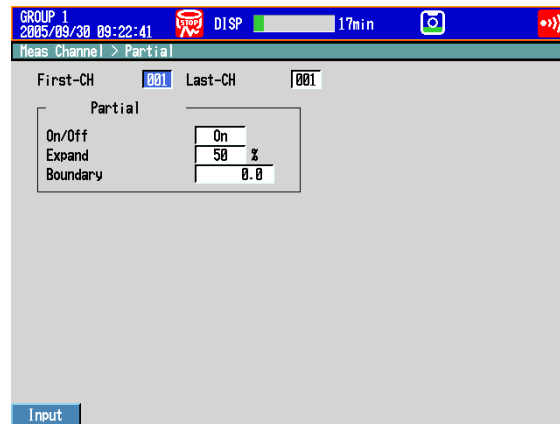 GROUP 1
2005/09/30 09:22:41
STOP
DISP
17min
Meas Channel > Partial
First-CH 001 Last-CH 001
Partial
On/Off On
Expand 50 %
Boundary 0.0
Input